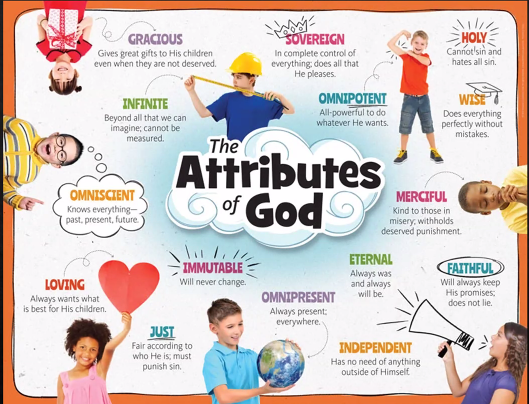 GRACIOUS
Gives great gifts to His children
even when they are not deserved.
SOVEREIGN
In complete control of
everything; does all that
He pleases.
HOLY
Cannot sin and
hates all sin.
INFINITE
Beyond all that we can
imagine; cannot be
measured.
OMNIPOTENT
All-powerful to do
whatever He wants.
WISE
Does everything
perfectly without
mistakes.
The
Attributes
of God
OMNISCIENT
Knows everything—
past, present, future.
MERCIFUL
Kind to those in
misery; withholds
deserved punishment.
LOVING
Always wants what
is best for His children.
IMMUTABLE
Will never change.
ETERNAL
Always was
and always
will be.
FAITHFUL
Will always keep
His promises;
does not lie.
OMNIPRESENT
Always present;
everywhere.
JUST
Fair according to
who He is; must
punish sin.
INDEPENDENT
Has no need of anything
outside of Himself.